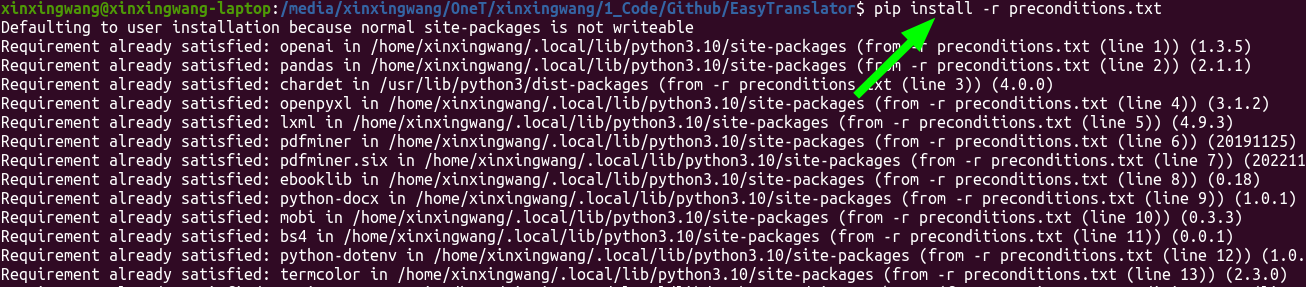 xinxingwang@xinxingwang-laptop:/media/xinxingwang/OneT/xinxingwang/1_Code/Github/EasyTranslator$ pip install -r preconditions.txt
Defaulting to user installation because normal site-packages is not writeable
Requirement already satisfied: openai in /home/xinxingwang/.local/lib/python3.10/site-packages (from -r preconditions.txt (line 1)) (1.3.5)
Requirement already satisfied: pandas in /home/xinxingwang/.local/lib/python3.10/site-packages (from -r preconditions.txt (line 2)) (2.1.1)
Requirement already satisfied: chardet in /usr/lib/python3/dist-packages (from -r preconditions.txt (line 3)) (4.0.0)
Requirement already satisfied: openpyxl in /home/xinxingwang/.local/lib/python3.10/site-packages (from -r preconditions.txt (line 4)) (3.1.2)
Requirement already satisfied: lxml in /home/xinxingwang/.local/lib/python3.10/site-packages (from -r preconditions.txt (line 5)) (4.9.3)
Requirement already satisfied: pdfminer in /home/xinxingwang/.local/lib/python3.10/site-packages (from -r preconditions.txt (line 6)) (20191125)
Requirement already satisfied: pdfminer.six in /home/xinxingwang/.local/lib/python3.10/site-packages (from -r preconditions.txt (line 7)) (202211
Requirement already satisfied: ebooklib in /home/xinxingwang/.local/lib/python3.10/site-packages (from -r preconditions.txt (line 8)) (0.18)
Requirement already satisfied: python-docx in /home/xinxingwang/.local/lib/python3.10/site-packages (from -r preconditions.txt (line 9)) (1.0.1)
Requirement already satisfied: mobi in /home/xinxingwang/.local/lib/python3.10/site-packages (from -r preconditions.txt (line 10)) (0.3.3)
Requirement already satisfied: bs4 in /home/xinxingwang/.local/lib/python3.10/site-packages (from -r preconditions.txt (line 11)) (0.0.1)
Requirement already satisfied: python-dotenv in /home/xinxingwang/.local/lib/python3.10/site-packages (from -r preconditions.txt (line 12)) (1.0.
Requirement already satisfied: termcolor in /home/xinxingwang/.local/lib/python3.10/site-packages (from -r preconditions.txt (line 13)) (2.3.0)